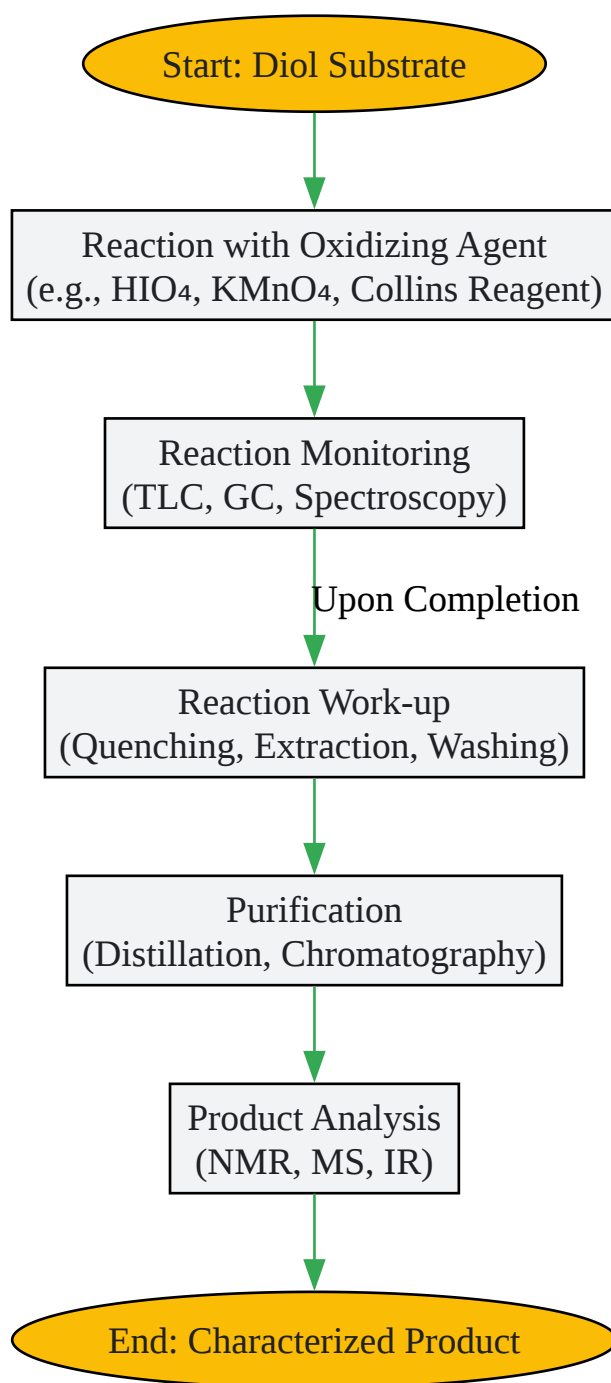 Start: Diol Substrate
Reaction with Oxidizing Agent
(e.g., HIO₄, KMnO₄, Collins Reagent)
Reaction Monitoring
(TLC, GC, Spectroscopy)
Upon Completion
Reaction Work-up
(Quenching, Extraction, Washing)
Purification
(Distillation, Chromatography)
Product Analysis
(NMR, MS, IR)
End: Characterized Product